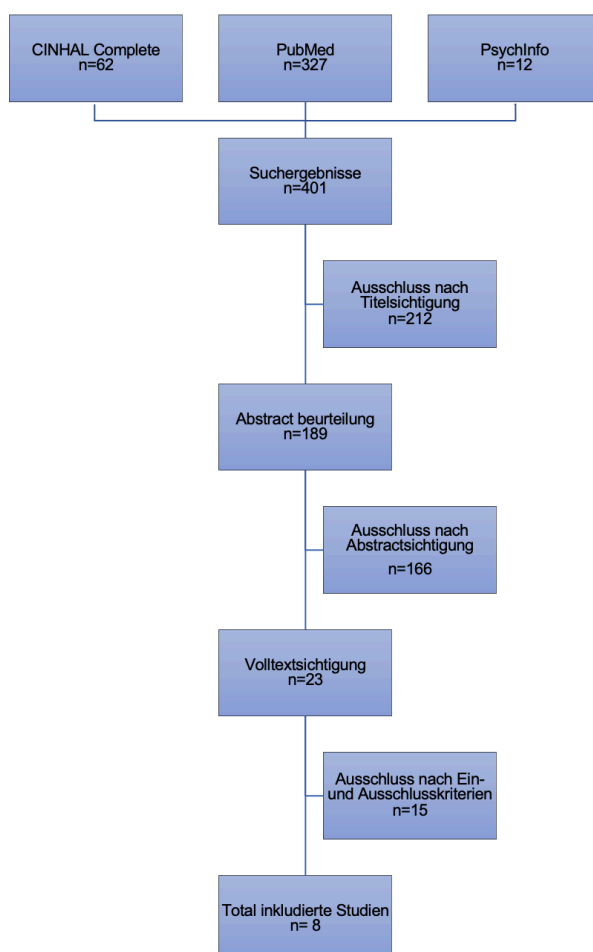 CINHAL Complete
n=62
PubMed
n=327
PsychInfo
n=12
Suchergebnisse
n=401
Ausschluss nach
Titelsichtigung
n=212
Abstract beurteilung
n=189
Ausschluss nach
Abstractsichtigung
n=166
Volltextsichtigung
n=23
Ausschluss nach Ein-
und Ausschlusskriterien
n=15
Total inkludierte Studien
n= 8